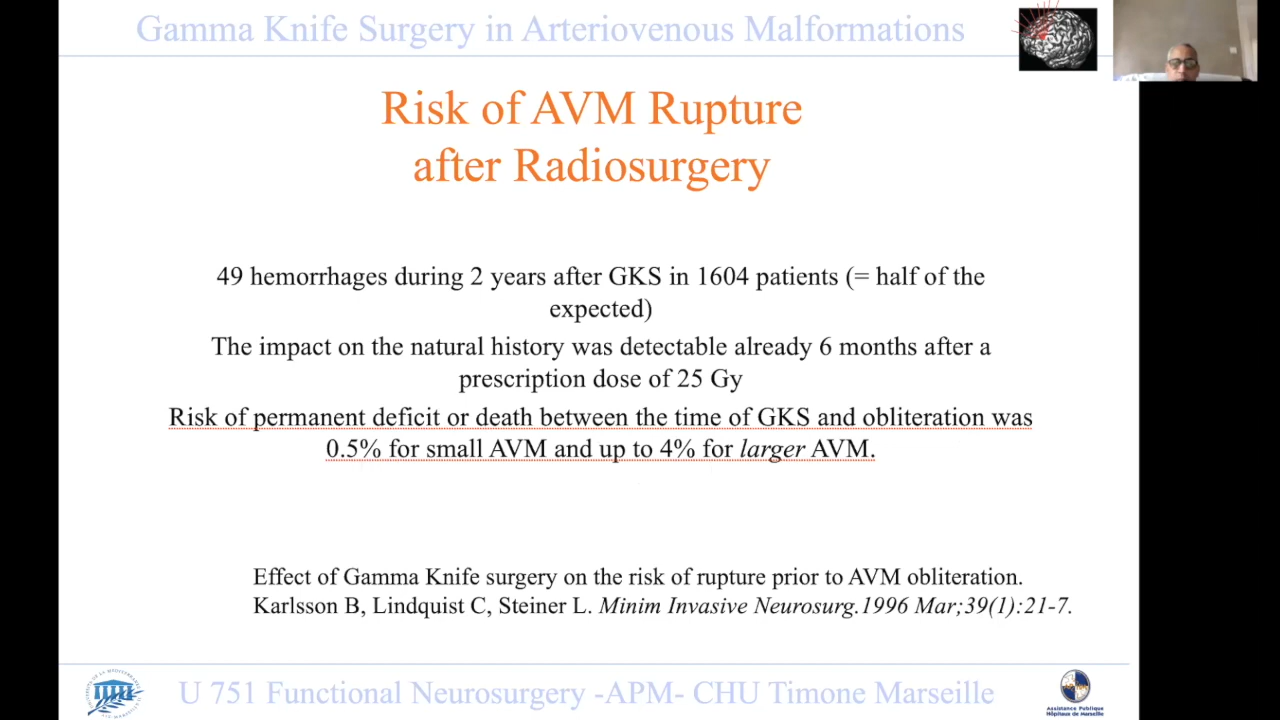 Gamma Knife Surgery in Arteriovenous Malformations
Risk of AVM Rupture
after Radiosurgery
49 hemorrhages during 2 years after GKS in 1604 patients (= half of the
expected)
The impact on the natural history was detectable already 6 months after a
prescription dose of 25 Gy
Risk of permanent deficit or death between the time of GKS and obliteration was
0.5% for small AVM and up to 4% for larger AVM.
Effect of Gamma Knife surgery on the risk of rupture prior to AVM obliteration.
Karlsson B, Lindquist C, Steiner L. Minim Invasive Neurosurg.1996 Mar;39(1):21-7.
U 751 Functional Neurosurgery -APM- CHU Timone Marseille
Assistance Publique
Hôpitaux de Marseille